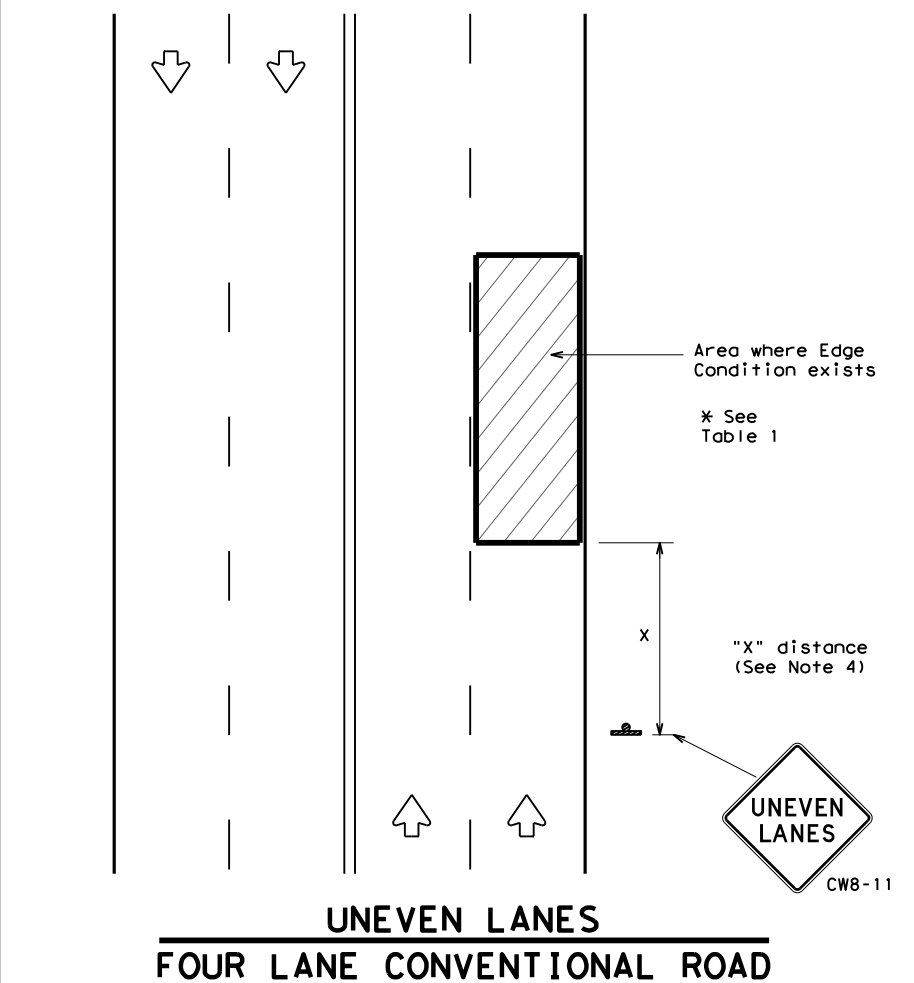 Area where Edge
Condition exists
* See
Table 1
X
"X" distance
(See Note 4)
UNEVEN
LANES
CW8-11
UNEVEN LANES
FOUR LANE CONVENTIONAL ROAD